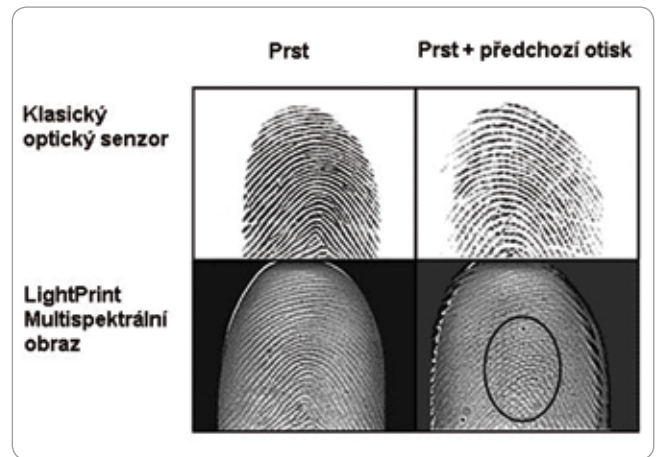 Prst
Prst + předchozí otisk
Klasický
optický senzor
LightPrint
Multispektrální
obraz